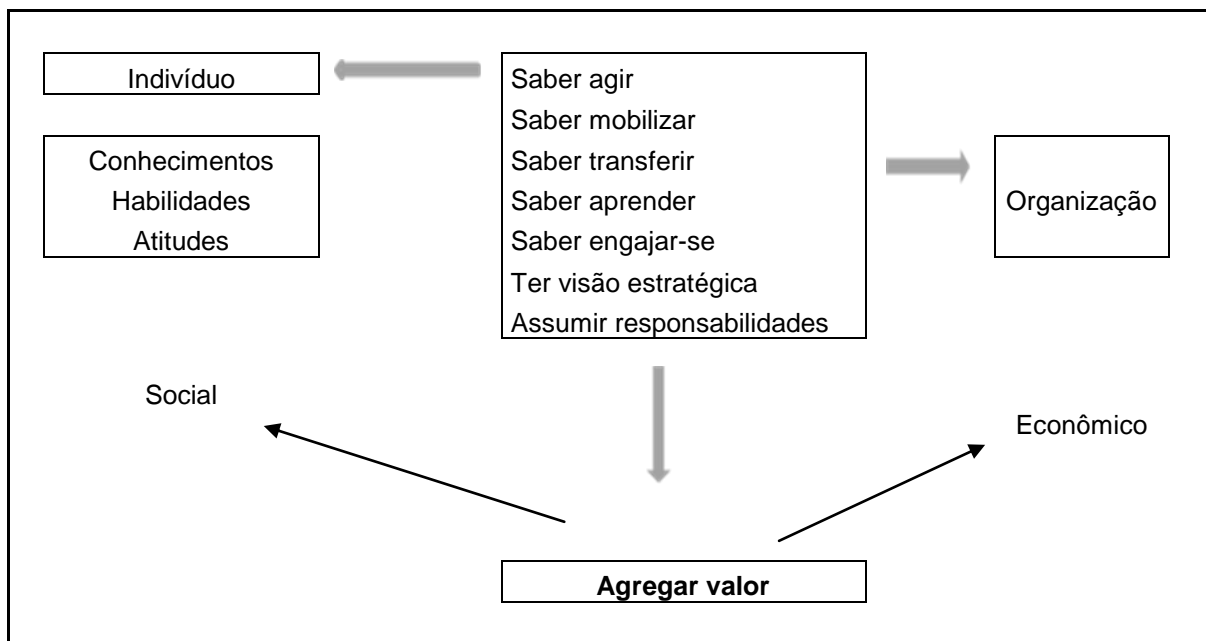 Indivíduo
Conhecimentos
Habilidades
Atitudes
Saber agir
Saber mobilizar
Saber transferir
Saber aprender
Saber engajar-se
Ter visão estratégica
Assumir responsabilidades
Organização
Social
Econômico
Agregar valor